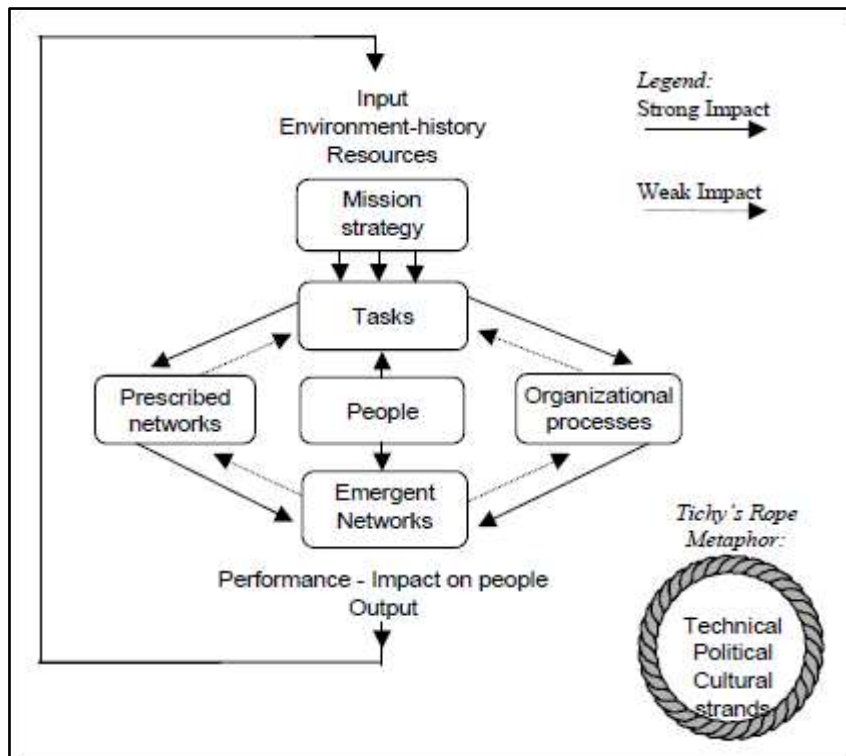 Input
Environment-history
Resources
Legend:
Strong Impact
Weak Impact
Mission
strategy
Tasks
Prescribed
networks
People
Organizational
processes
Emergent
Networks
Performance - Impact on people
Output
Tichy's Rope
Metaphor:
Technical
Political
Cultural
strands